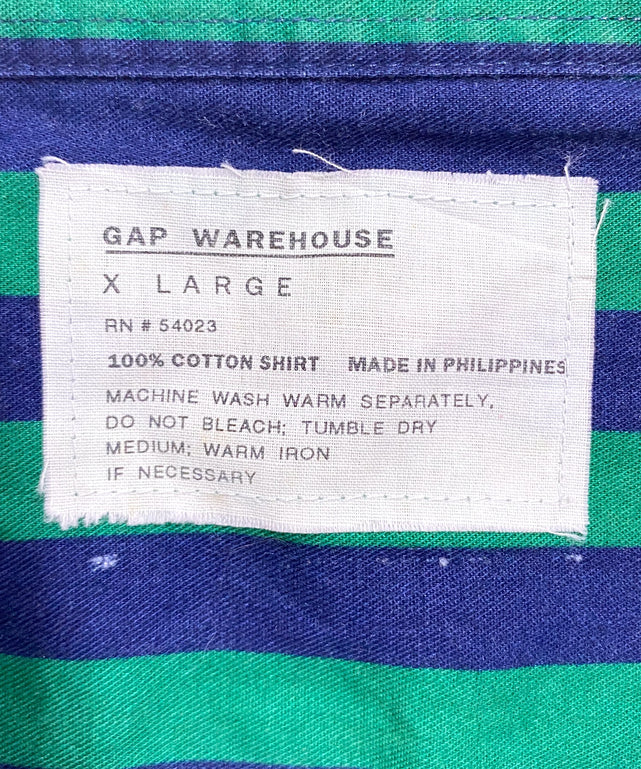 GAP WAREHOUSE
X LARGE
RN # 54023
100% COTTON SHIRT MADE IN PHILIPPINES
MACHINE WASH WARM SEPARATELY,
DO NOT BLEACH; TUMBLE DRY
MEDIUM; WARM IRON
IF NECESSARY